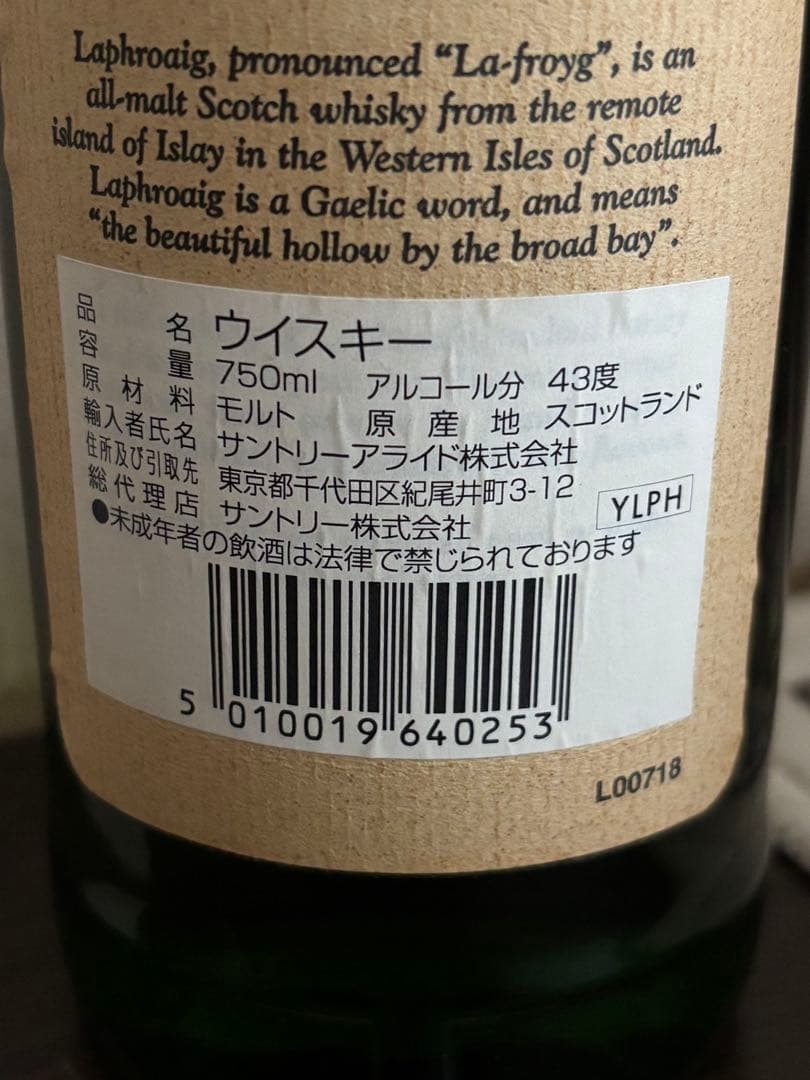 Laphroaig, pronounced “La-froyg”, is an
all-malt Scotch whisky from the remote
island of Islay in the Western Isles of Scotland.
Laphroaig is a Gaelic word, and means
“the beautiful hollow by the broad bay”.
品名 ウイスキー
容量 750ml アルコール分 43度
原材料 モルト 原産地 スコットランド
輸入者氏名 サントリーアライド株式会社
住所及び引取先 東京都千代田区紀尾井町3-12
総代理店 サントリー株式会社 YLPH
●未成年者の飲酒は法律で禁じられております
5 010019 640253
L00718